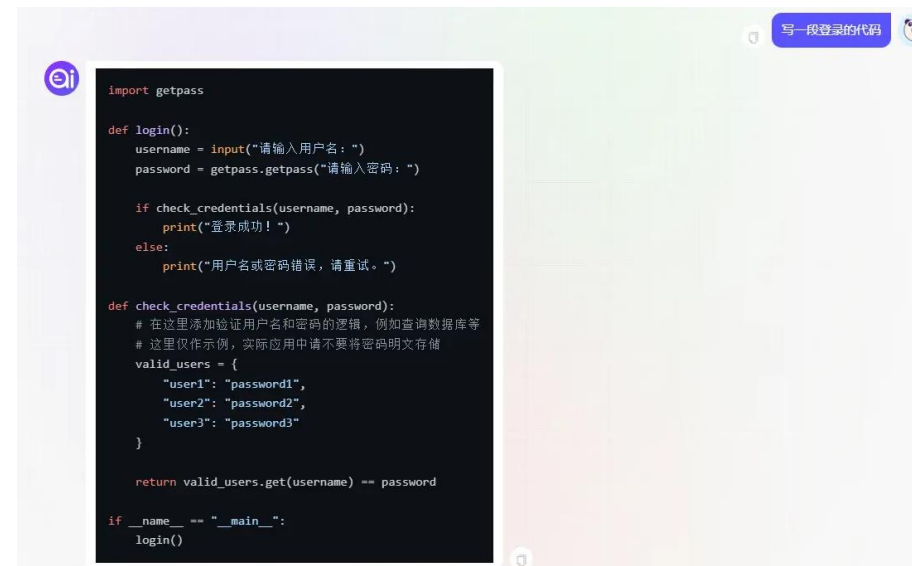 写一段登录的代码
import getpass
def login():
    username = input("请输入用户名：")
    password = getpass.getpass("请输入密码：")
    if check_credentials(username, password):
        print("登录成功！")
    else:
        print("用户名或密码错误，请重试。")
def check_credentials(username, password):
    # 在这里添加验证用户名和密码的逻辑，例如查询数据库等
    # 这里仅作示例，实际应用中请不要将密码明文存储
    valid_users = {
        "user1": "password1",
        "user2": "password2",
        "user3": "password3"
    }
    return valid_users.get(username) == password
if __name__ == "__main__":
    login()